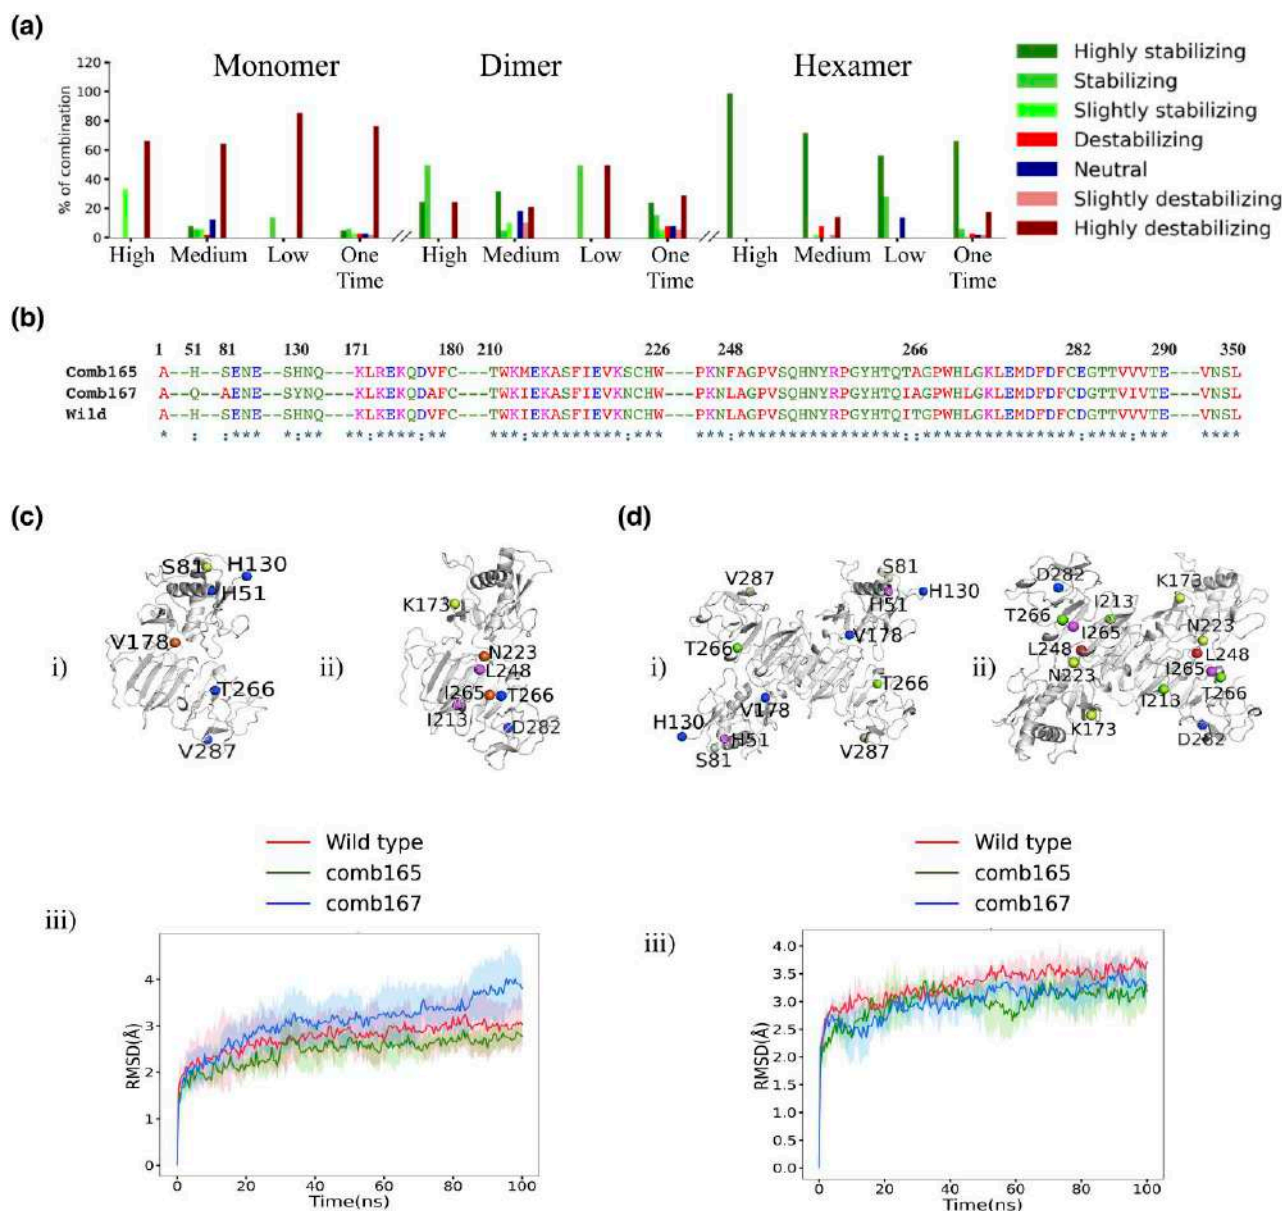 (a)
Monomer Dimer Hexamer
% of combination
120
100
80
60
40
20
0
High Medium Low One Time High Medium Low One Time High Medium Low One Time
Highly stabilizing
Stabilizing
Slightly stabilizing
Destabilizing
Neutral
Slightly destabilizing
Highly destabilizing
(b)
1 51 81 130 171 180 210 226 248 266 282 290 350
Comb165 A--H--SENE---SHNQ---KLREKQDVFC---TWKMEKASFIEVKSCHW---PKNFAGPVSQHNYRPGYHTQTAGPWHLGKLEMDFDFCEGTTVVVTE---VNSL
Comb167 A--Q--AENE---SYNQ---KLKEKQDAFC---TWKIEKASFIEVKNCHW---PKNLAGPVSQHNYRPGYHTQIAGPWHLGKLEMDFDFCDGTTVIVTE---VNSL
Wild A--H--SENE---SHNQ---KLKEKQDVFC---TWKIEKASFIEVKNCHW---PKNLAGPVSQHNYRPGYHTQITGPWHLGKLEMDFDFCDGTTVVVTE---VNSL
(c)
i)
S81
H130
H51
V178
T266
V287
ii)
K173
N223
L248
I265
T266
I213
D282
(d)
i)
V287
S81
H51
H130
V178
T266
T266
V178
H130
H51
S81
V287
ii)
D282
K173
T266
I213
I265
N223
L248
L248
N223
I265
I213
T266
K173
D282
iii)
Wild type
comb165
comb167
RMSD(Å)
4
3
2
1
0
0 20 40 60 80 100
Time(ns)
iii)
Wild type
comb165
comb167
RMSD(Å)
4.0
3.5
3.0
2.5
2.0
1.5
1.0
0.5
0.0
0 20 40 60 80 100
Time(ns)